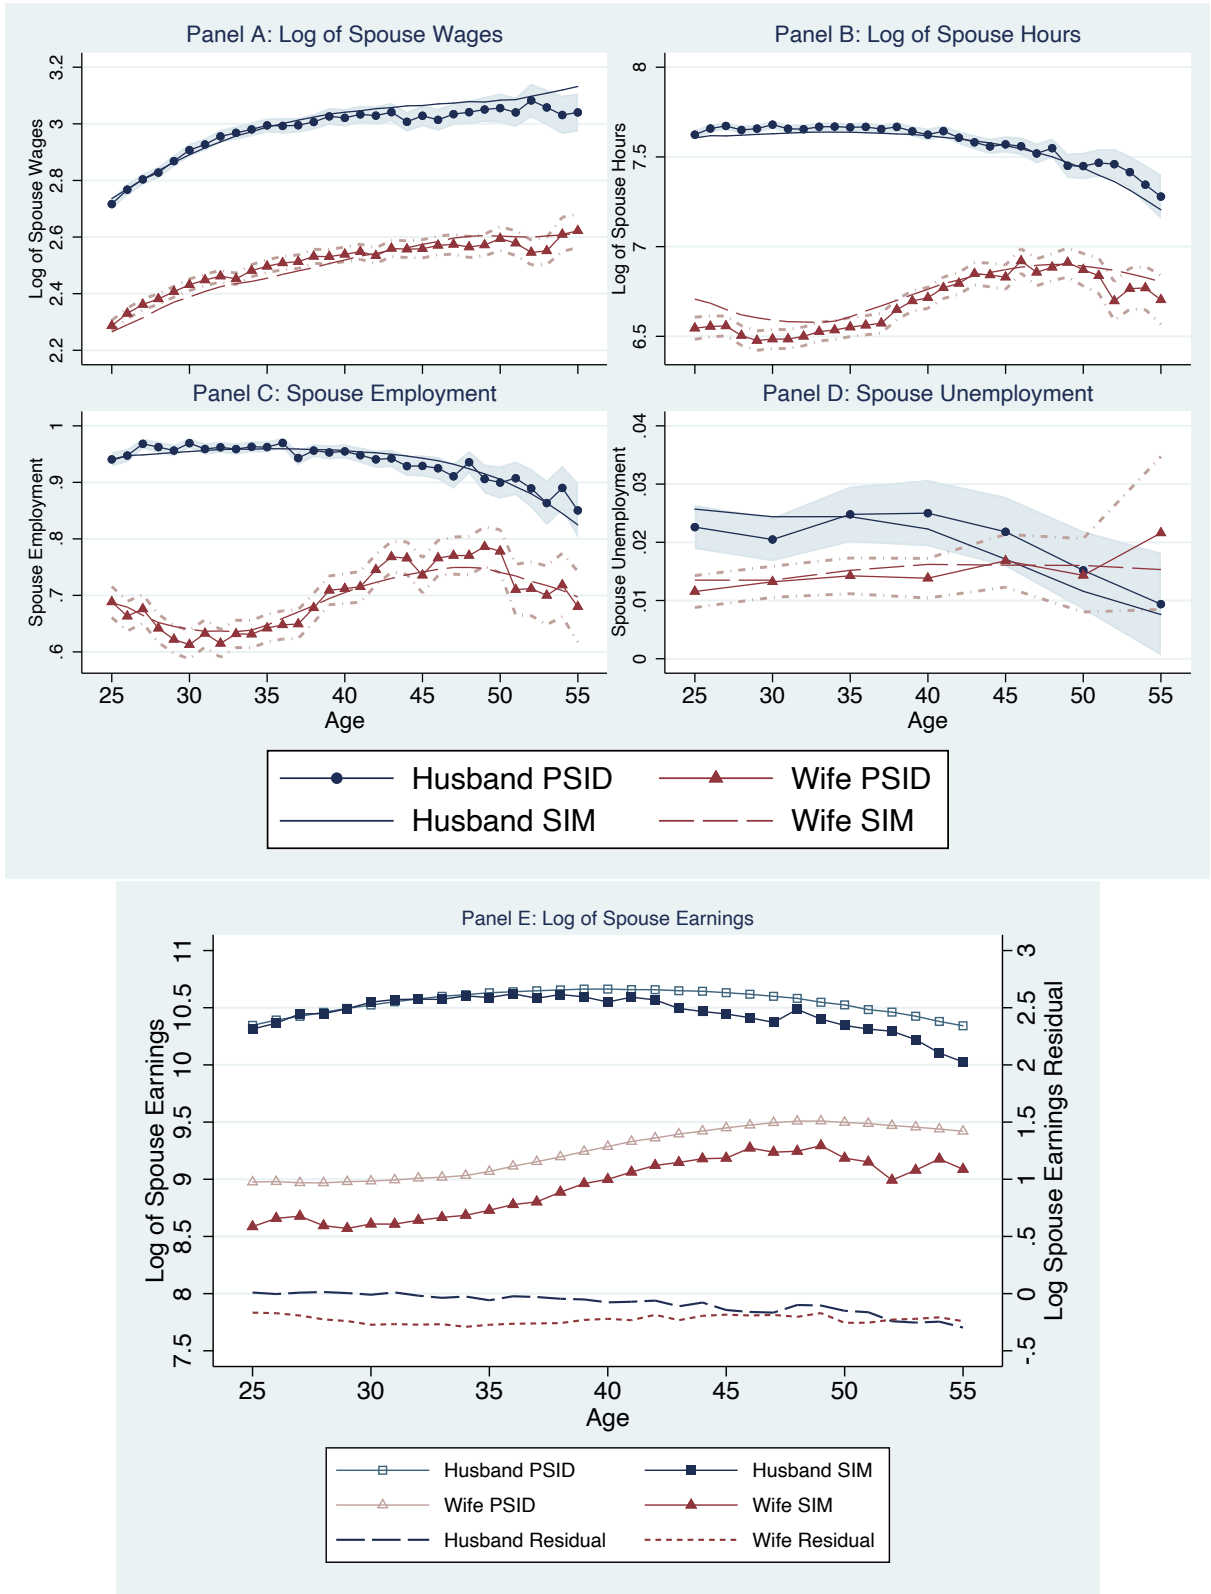 Panel A: Log of Spouse Wages
Log of Spouse Wages
3.2
3
2.8
2.6
2.4
2.2
Panel B: Log of Spouse Hours
Log of Spouse Hours
8
7.5
7
6.5
Panel C: Spouse Employment
Spouse Employment
1
.9
.8
.7
.6
25 30 35 40 45 50 55
Age
Panel D: Spouse Unemployment
Spouse Unemployment
.04
.03
.02
.01
0
25 30 35 40 45 50 55
Age
Husband PSID Wife PSID
Husband SIM Wife SIM
Panel E: Log of Spouse Earnings
Log of Spouse Earnings
11
10.5
10
9.5
9
8.5
8
7.5
Log Spouse Earnings Residual
3
2.5
2
1.5
1
.5
0
-.5
25 30 35 40 45 50 55
Age
Husband PSID Husband SIM
Wife PSID Wife SIM
Husband Residual Wife Residual